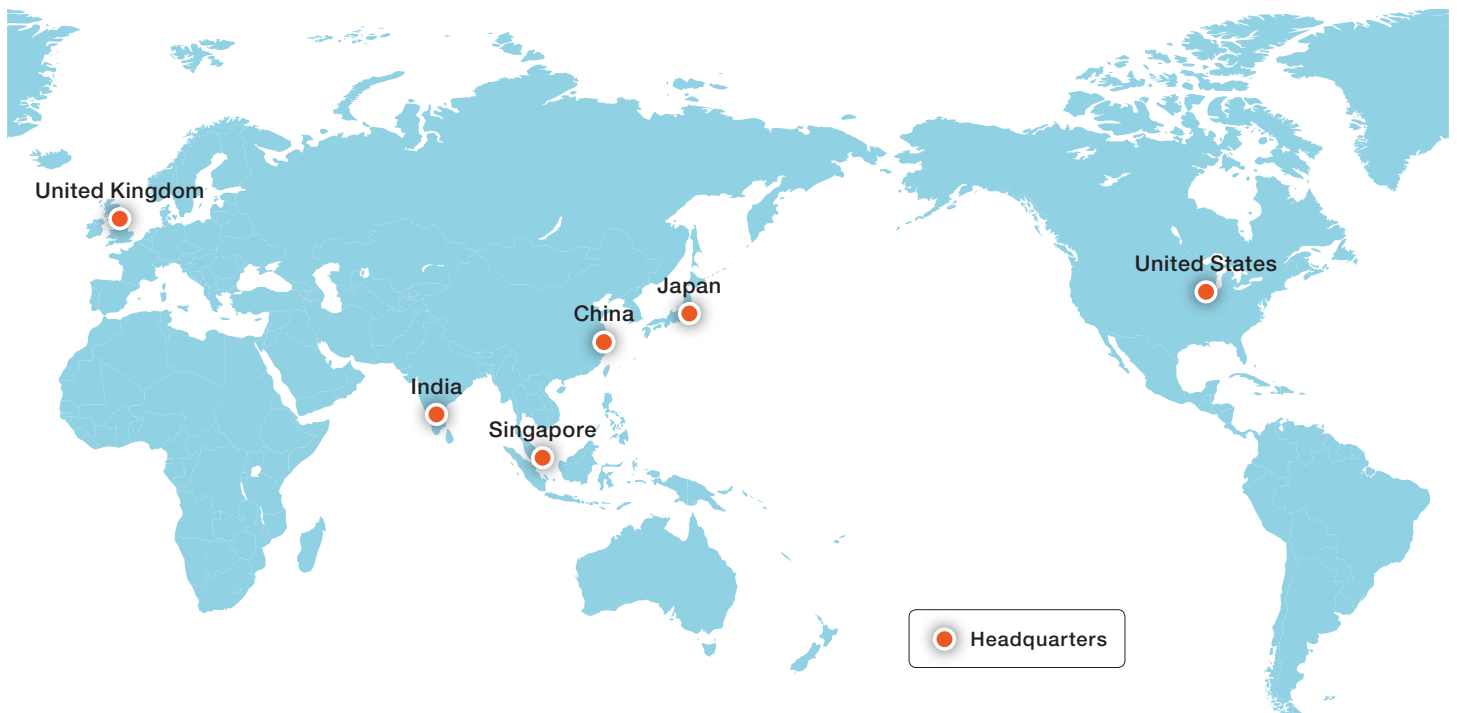 United Kingdom
United States
Japan
China
India
Singapore
Headquarters